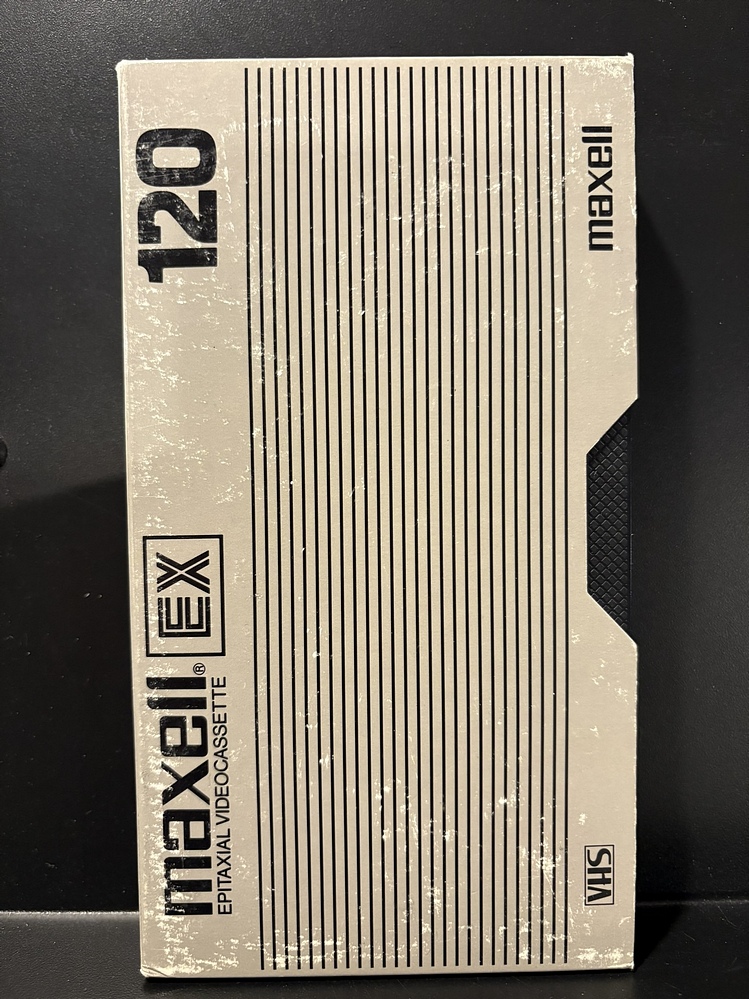 maxell® EX 120
EPITAXIAL VIDEOCASSETTE
VHS maxell